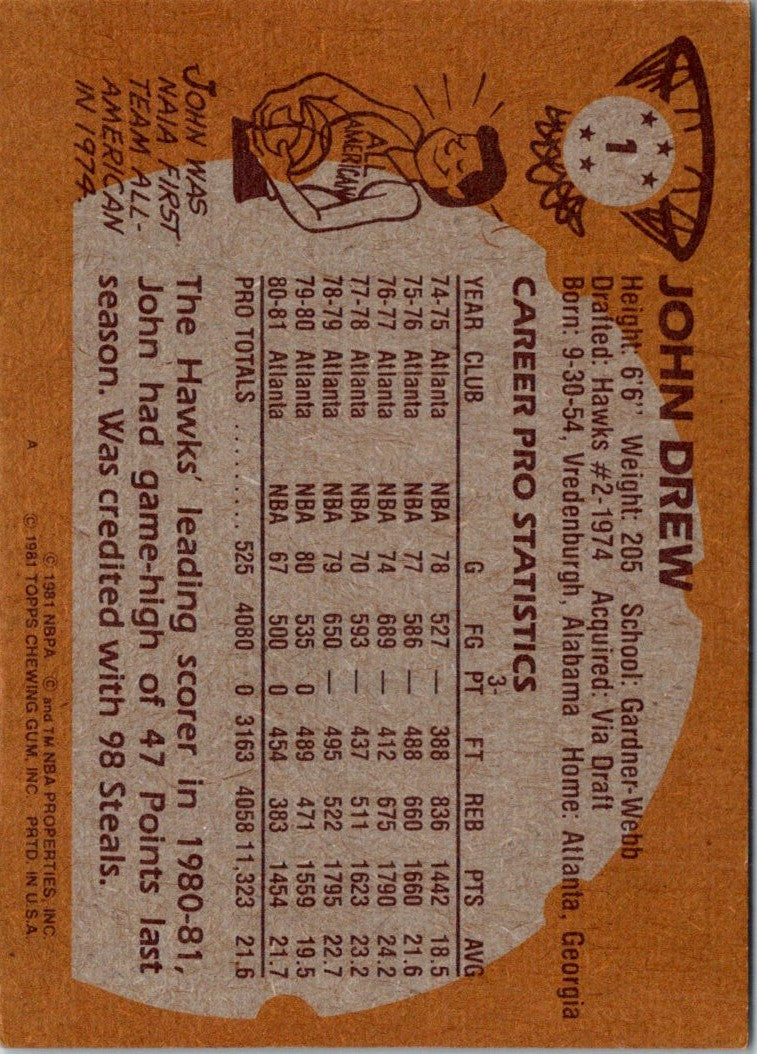 1
JOHN DREW
Height: 6'6" Weight: 205 School: Gardner-Webb
Drafted: Hawks #2-1974 Acquired: Via Draft
Born: 9-30-54, Vredenburgh, Alabama Home: Atlanta, Georgia
CAREER PRO STATISTICS
YEAR CLUB G FG 3-PT FT REB PTS AVG
74-75 Atlanta NBA 78 527 — 388 836 1442 18.5
75-76 Atlanta NBA 77 586 — 488 660 1660 21.6
76-77 Atlanta NBA 74 689 — 412 675 1790 24.2
77-78 Atlanta NBA 70 593 — 437 511 1623 23.2
78-79 Atlanta NBA 79 650 — 495 522 1795 22.7
79-80 Atlanta NBA 80 535 0 489 471 1559 19.5
80-81 Atlanta NBA 67 500 0 454 383 1454 21.7
PRO TOTALS .......... 525 4080 0 3163 4058 11,323 21.6
ALL
AMERICAN
JOHN WAS
NAIA FIRST
TEAM ALL-
AMERICAN
IN 1974.
The Hawks' leading scorer in 1980-81,
John had game-high of 47 Points last
season. Was credited with 98 Steals.
© 1981 NBPA © and TM NBA PROPERTIES, INC.
A © 1981 TOPPS CHEWING GUM, INC. PRTD. IN U.S.A.